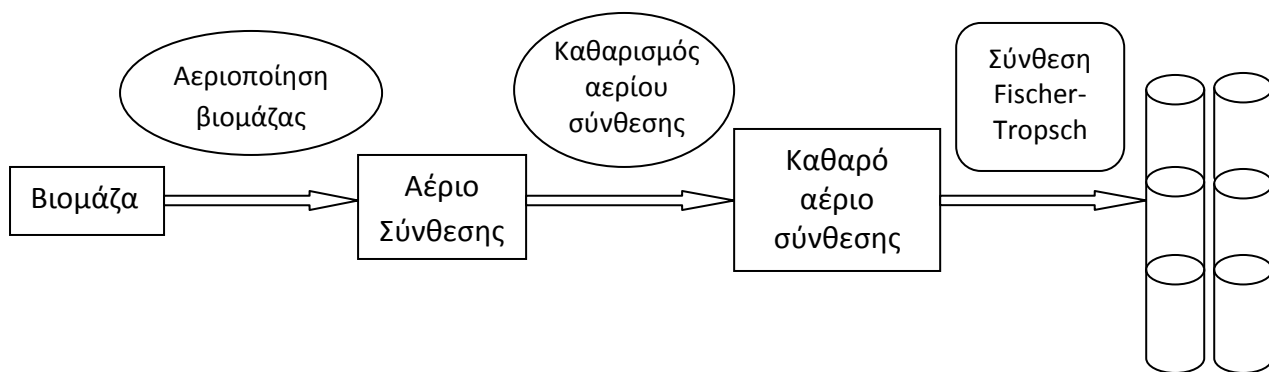 Βιομάζα
Αεριοποίηση
βιομάζας
Αέριο
Σύνθεσης
Καθαρισμός
αερίου
σύνθεσης
Καθαρό
αέριο
σύνθεσης
Σύνθεση
Fischer-
Tropsch